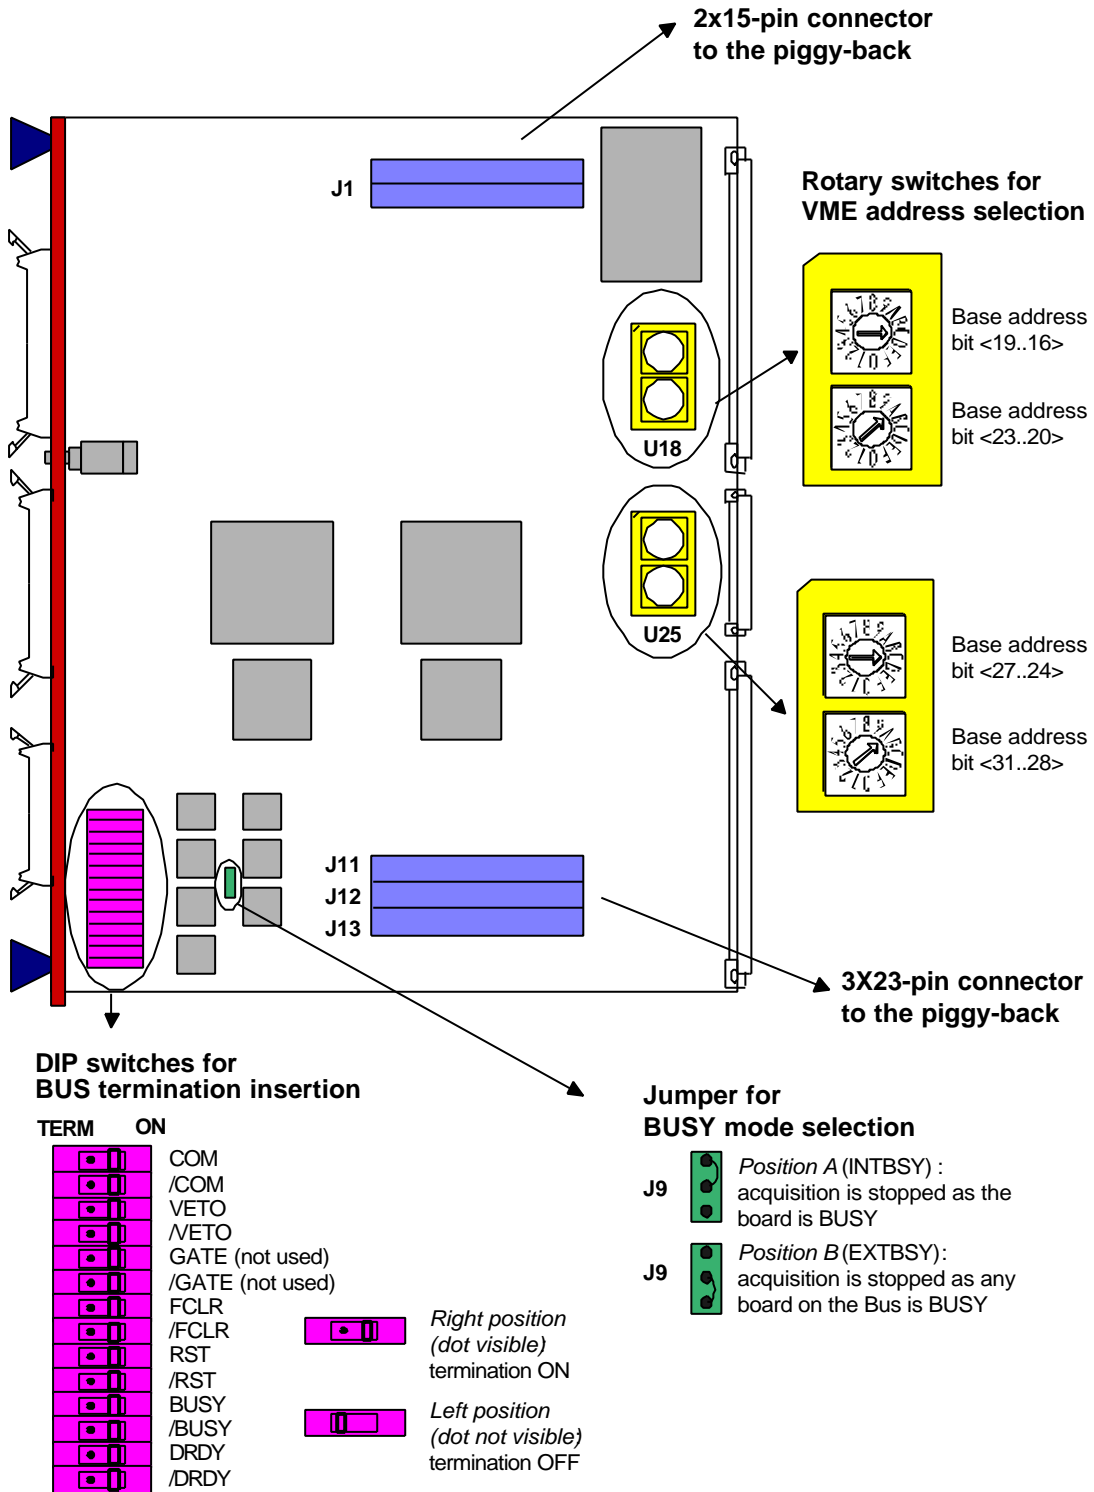 2x15-pin connector
to the piggy-back
J1
Rotary switches for
VME address selection
Base address
bit <19..16>
Base address
bit <23..20>
U18
U25
Base address
bit <27..24>
Base address
bit <31..28>
J11
J12
J13
3X23-pin connector
to the piggy-back
DIP switches for
BUS termination insertion
TERM ON
COM
/COM
VETO
/VETO
GATE (not used)
/GATE (not used)
FCLR
/FCLR
RST
/RST
BUSY
/BUSY
DRDY
/DRDY
Right position
(dot visible)
termination ON
Left position
(dot not visible)
termination OFF
Jumper for
BUSY mode selection
J9
Position A (INTBSY) :
acquisition is stopped as the
board is BUSY
J9
Position B (EXTBSY):
acquisition is stopped as any
board on the Bus is BUSY